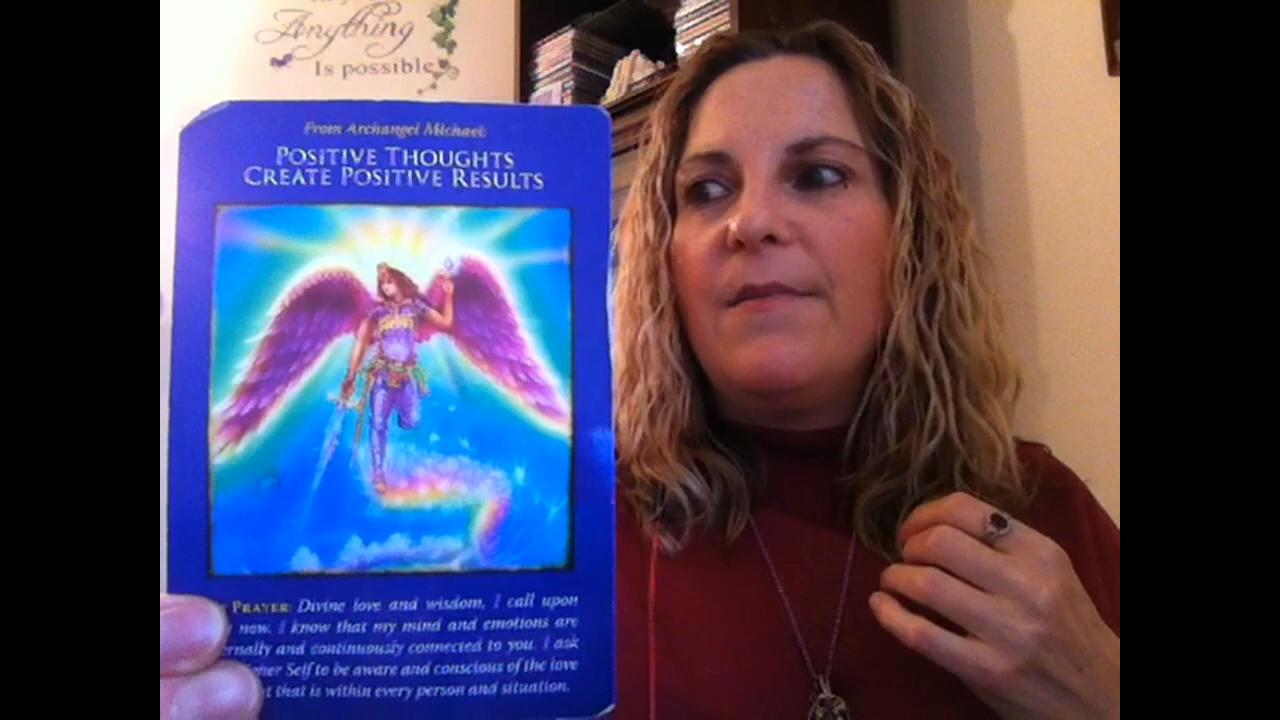 Anything
Is possible
From Archangel Michael:
POSITIVE THOUGHTS
CREATE POSITIVE RESULTS
PRAYER: Divine love and wisdom, I call upon
now. I know that my mind and emotions are
and continuously connected to you. I ask
Self to be aware and conscious of the love
that is within every person and situation.